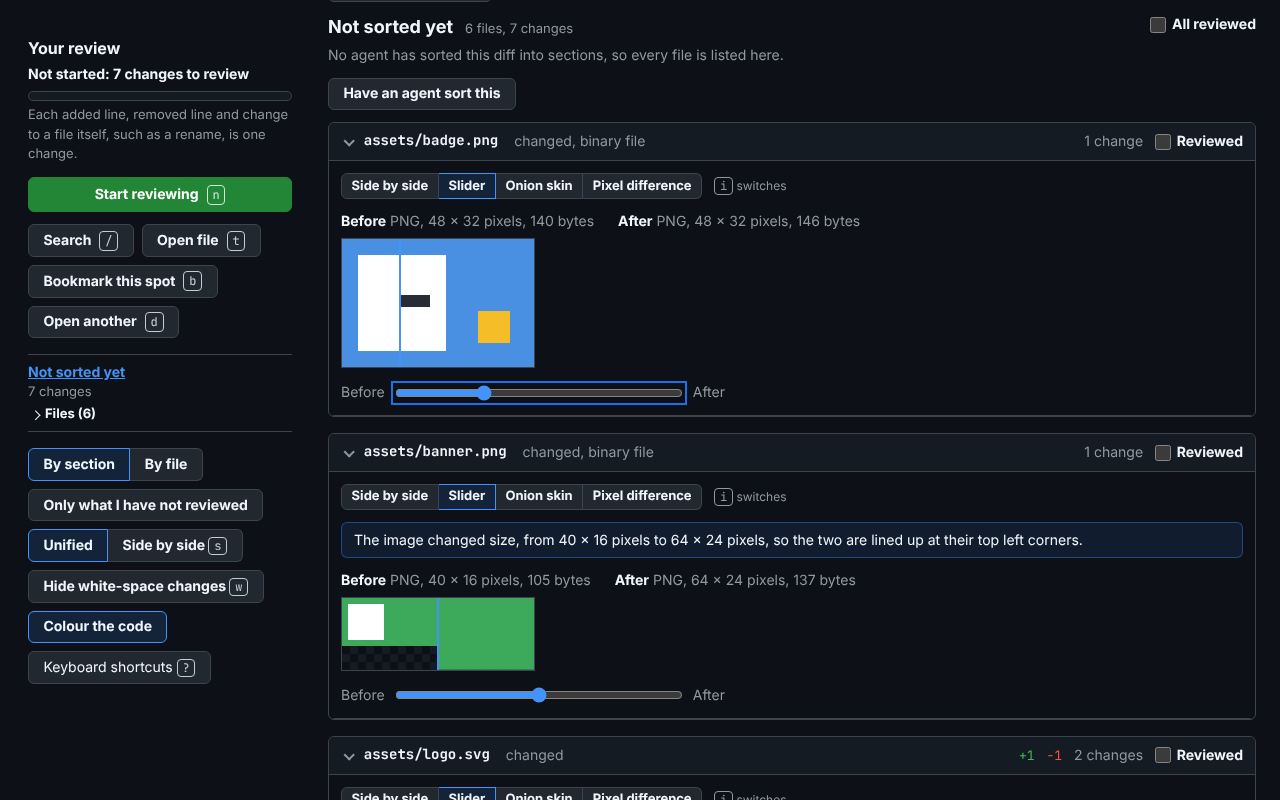 Your review
Not started: 7 changes to review
Each added line, removed line and change
to a file itself, such as a rename, is one
change.
Start reviewing n
Search / Open file t
Bookmark this spot b
Open another d
Not sorted yet
7 changes
Files (6)
By section By file
Only what I have not reviewed
Unified Side by side s
Hide white-space changes w
Colour the code
Keyboard shortcuts ?
Not sorted yet 6 files, 7 changes All reviewed
No agent has sorted this diff into sections, so every file is listed here.
Have an agent sort this
assets/badge.png changed, binary file 1 change Reviewed
Side by side Slider Onion skin Pixel difference i switches
Before PNG, 48 × 32 pixels, 140 bytes After PNG, 48 × 32 pixels, 146 bytes
Before After
assets/banner.png changed, binary file 1 change Reviewed
Side by side Slider Onion skin Pixel difference i switches
The image changed size, from 40 × 16 pixels to 64 × 24 pixels, so the two are lined up at their top left corners.
Before PNG, 40 × 16 pixels, 105 bytes After PNG, 64 × 24 pixels, 137 bytes
Before After
assets/logo.svg changed +1 -1 2 changes Reviewed
Side by side Slider Onion skin Pixel difference i switches